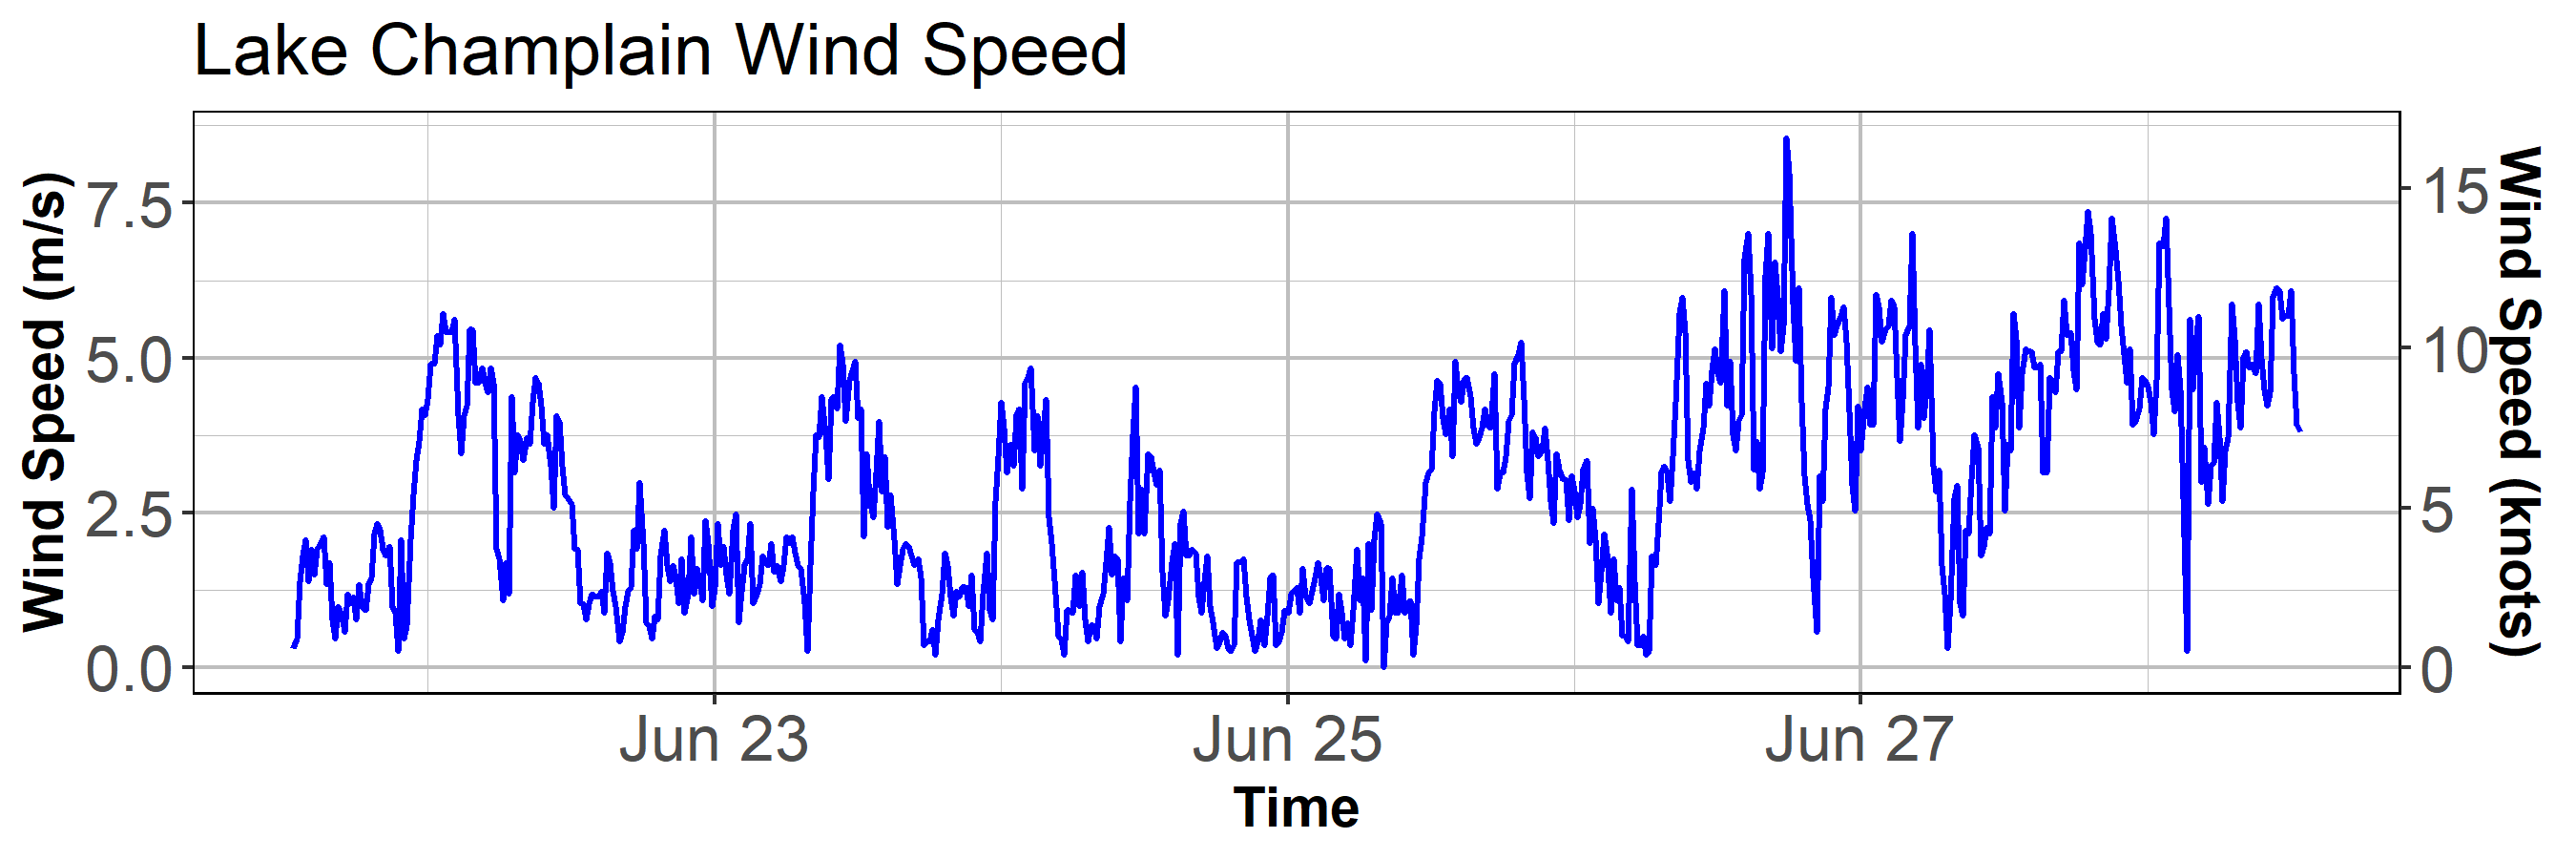 Lake Champlain Wind Speed
Wind Speed (m/s)
7.5
5.0
2.5
0.0
15
10
5
0
Wind Speed (knots)
Jun 23
Jun 25
Jun 27
Time